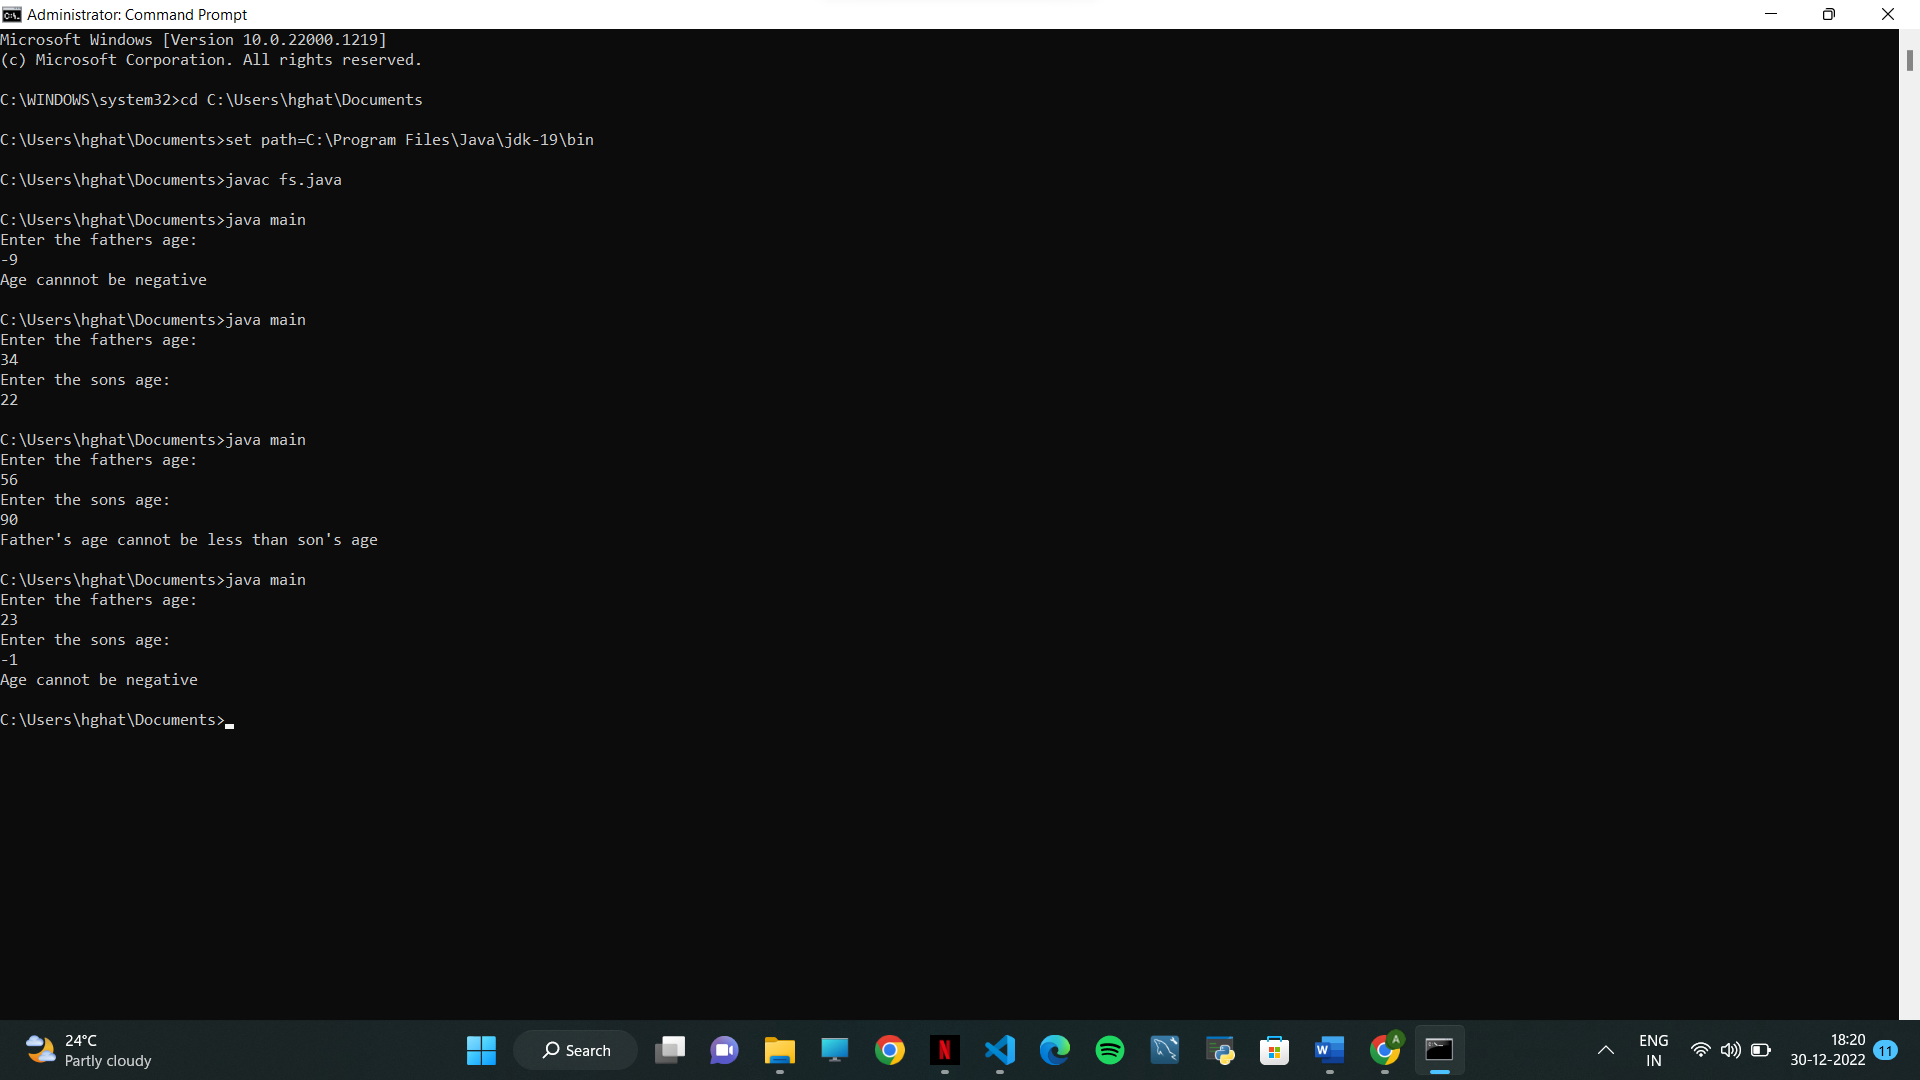 Administrator: Command Prompt
Microsoft Windows [Version 10.0.22000.1219]
(c) Microsoft Corporation. All rights reserved.
C:\WINDOWS\system32>cd C:\Users\hghat\Documents
C:\Users\hghat\Documents>set path=C:\Program Files\Java\jdk-19\bin
C:\Users\hghat\Documents>javac fs.java
C:\Users\hghat\Documents>java main
Enter the fathers age:
-9
Age cannnot be negative
C:\Users\hghat\Documents>java main
Enter the fathers age:
34
Enter the sons age:
22
C:\Users\hghat\Documents>java main
Enter the fathers age:
56
Enter the sons age:
90
Father's age cannot be less than son's age
C:\Users\hghat\Documents>java main
Enter the fathers age:
23
Enter the sons age:
-1
Age cannot be negative
C:\Users\hghat\Documents>
24°C
Partly cloudy
Search
A
ENG
IN
18:20
30-12-2022
11